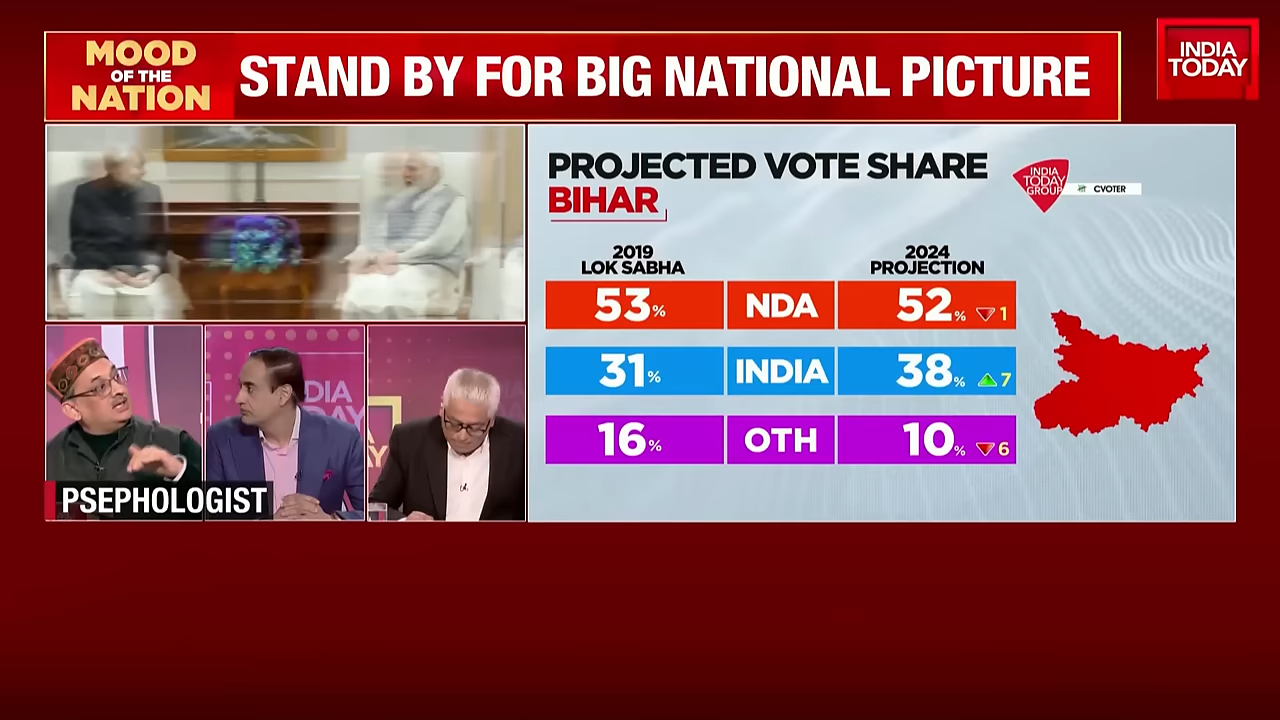 MOOD
OF THE
NATION
STAND BY FOR BIG NATIONAL PICTURE
INDIA
TODAY
PROJECTED VOTE SHARE
BIHAR
INDIA
TODAY
GROUP
CVOTER
2019
LOK SABHA
2024
PROJECTION
53%
NDA
52% 1
31%
INDIA
38% 7
16%
OTH
10% 6
PSEPHOLOGIST